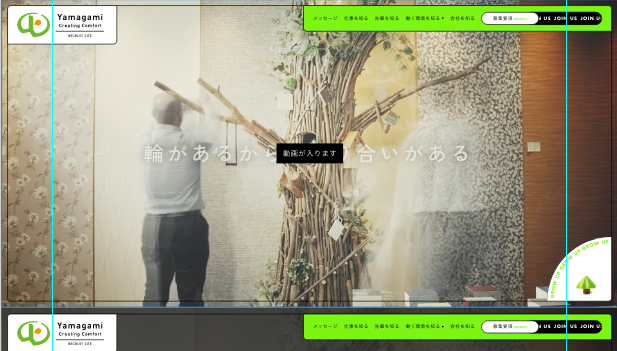 Yamagami
Creating Comfort
RECRUIT SITE
メッセージ 仕事を知る 先輩を知る 働く環境を知る 会社を知る 募集要項 US JOIN US JOIN US
輪があるから 合いがある
動画が入ります
GROW UP GROW UP GROW UP
Yamagami
Creating Comfort
RECRUIT SITE
メッセージ 仕事を知る 先輩を知る 働く環境を知る 会社を知る 募集要項 US JOIN US JOIN US